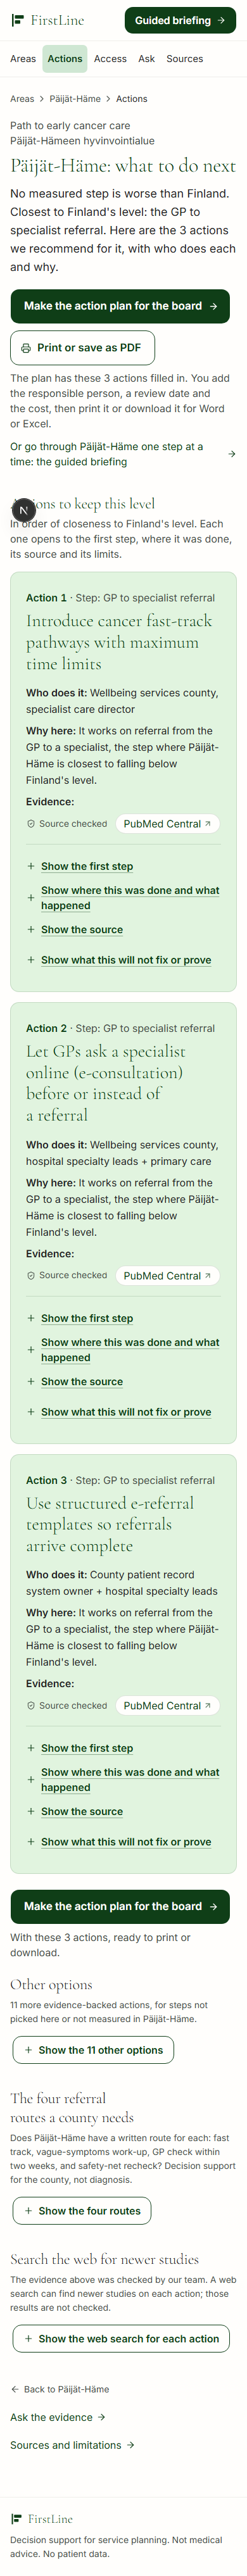 FirstLine
Guided briefing →
Areas Actions Access Ask Sources
Areas > Päijät-Häme > Actions
Path to early cancer care
Päijät-Hämeen hyvinvointialue
Päijät-Häme: what to do next
No measured step is worse than Finland.
Closest to Finland's level: the GP to
specialist referral. Here are the 3 actions
we recommend for it, with who does each
and why.
Make the action plan for the board →
Print or save as PDF
The plan has these 3 actions filled in. You add
the responsible person, a review date and
the cost, then print it or download it for Word
or Excel.
Or go through Päijät-Häme one step at a
time: the guided briefing →
N
to keep this level
In order of closeness to Finland's level. Each
one opens to the first step, where it was done,
its source and its limits.
Action 1 · Step: GP to specialist referral
Introduce cancer fast-track
pathways with maximum
time limits
Who does it: Wellbeing services county,
specialist care director
Why here: It works on referral from the
GP to a specialist, the step where Päijät-
Häme is closest to falling below
Finland's level.
Evidence:
Source checked PubMed Central ↗
+ Show the first step
+ Show where this was done and what
happened
+ Show the source
+ Show what this will not fix or prove
Action 2 · Step: GP to specialist referral
Let GPs ask a specialist
online (e-consultation)
before or instead of
a referral
Who does it: Wellbeing services county,
hospital specialty leads + primary care
Why here: It works on referral from the
GP to a specialist, the step where Päijät-
Häme is closest to falling below
Finland's level.
Evidence:
Source checked PubMed Central ↗
+ Show the first step
+ Show where this was done and what
happened
+ Show the source
+ Show what this will not fix or prove
Action 3 · Step: GP to specialist referral
Use structured e-referral
templates so referrals
arrive complete
Who does it: County patient record
system owner + hospital specialty leads
Why here: It works on referral from the
GP to a specialist, the step where Päijät-
Häme is closest to falling below
Finland's level.
Evidence:
Source checked PubMed Central ↗
+ Show the first step
+ Show where this was done and what
happened
+ Show the source
+ Show what this will not fix or prove
Make the action plan for the board →
With these 3 actions, ready to print or
download.
Other options
11 more evidence-backed actions, for steps not
picked here or not measured in Päijät-Häme.
+ Show the 11 other options
The four referral
routes a county needs
Does Päijät-Häme have a written route for each: fast
track, vague-symptoms work-up, GP check within
two weeks, and safety-net recheck? Decision support
for the county, not diagnosis.
+ Show the four routes
Search the web for newer studies
The evidence above was checked by our team. A web
search can find newer studies on each action; those
results are not checked.
+ Show the web search for each action
← Back to Päijät-Häme
Ask the evidence →
Sources and limitations →
FirstLine
Decision support for service planning. Not medical
advice. No patient data.